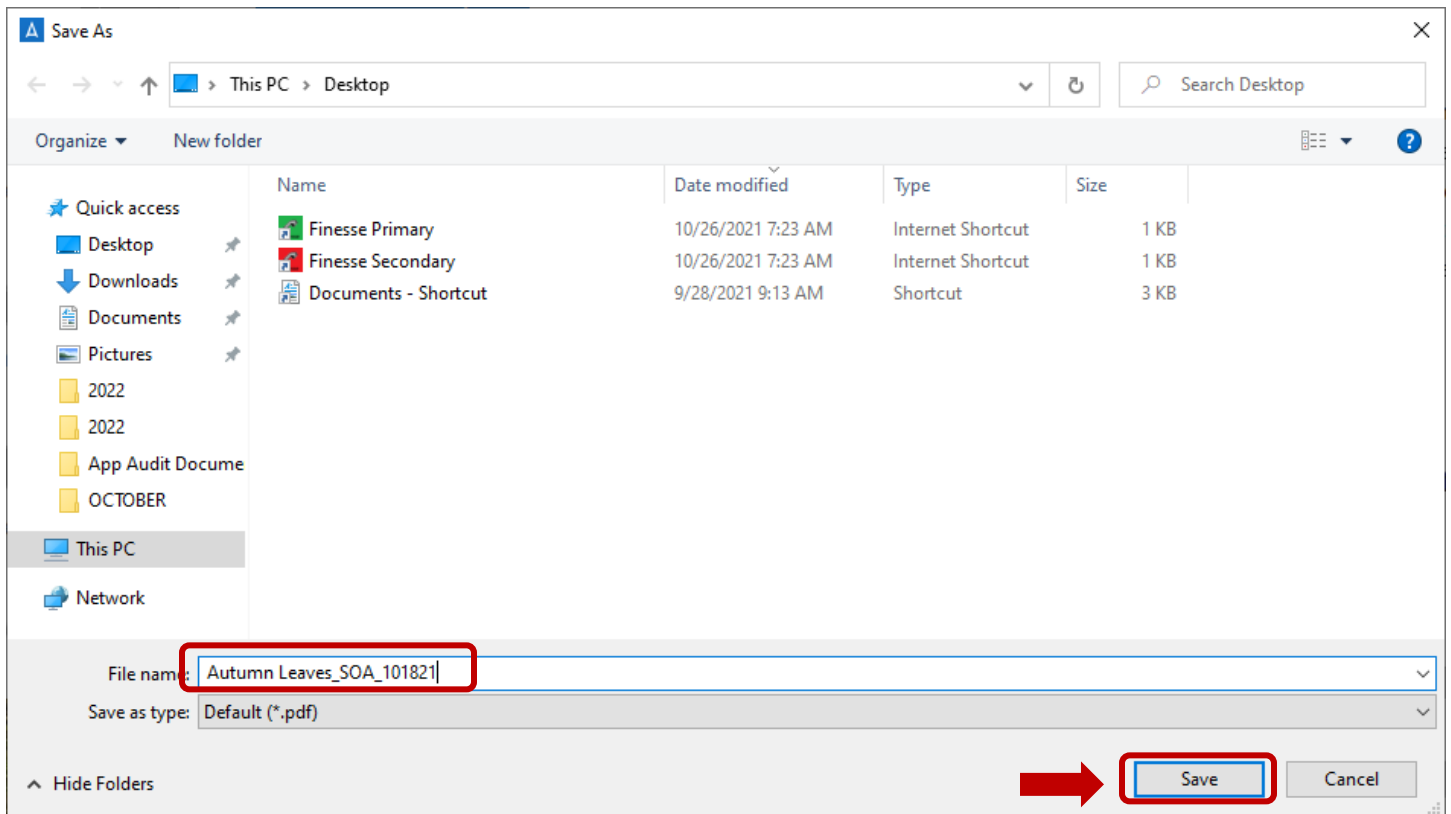 Save As
This PC > Desktop
Search Desktop
Organize
New folder
Name Date modified Type Size
Quick access
Desktop
Downloads
Documents
Pictures
2022
2022
App Audit Docume
OCTOBER
This PC
Network
Finesse Primary 10/26/2021 7:23 AM Internet Shortcut 1 KB
Finesse Secondary 10/26/2021 7:23 AM Internet Shortcut 1 KB
Documents - Shortcut 9/28/2021 9:13 AM Shortcut 3 KB
File name: Autumn Leaves_SOA_101821
Save as type: Default (*.pdf)
Hide Folders
Save
Cancel